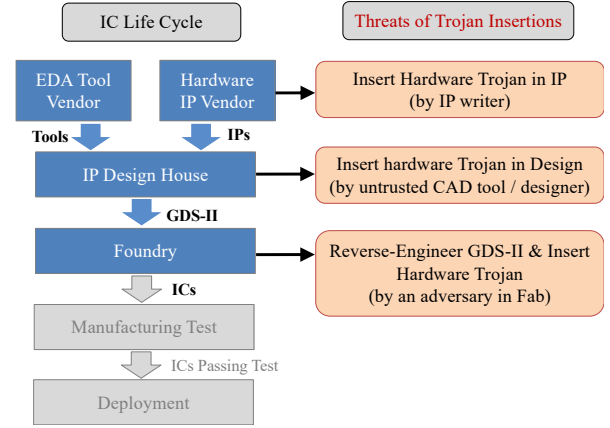 IC Life Cycle
Threats of Trojan Insertions
EDA Tool
Vendor
Hardware
IP Vendor
Insert Hardware Trojan in IP
(by IP writer)
Tools
IPs
IP Design House
Insert hardware Trojan in Design
(by untrusted CAD tool / designer)
GDS-II
Foundry
Reverse-Engineer GDS-II & Insert
Hardware Trojan
(by an adversary in Fab)
ICs
Manufacturing Test
ICs Passing Test
Deployment